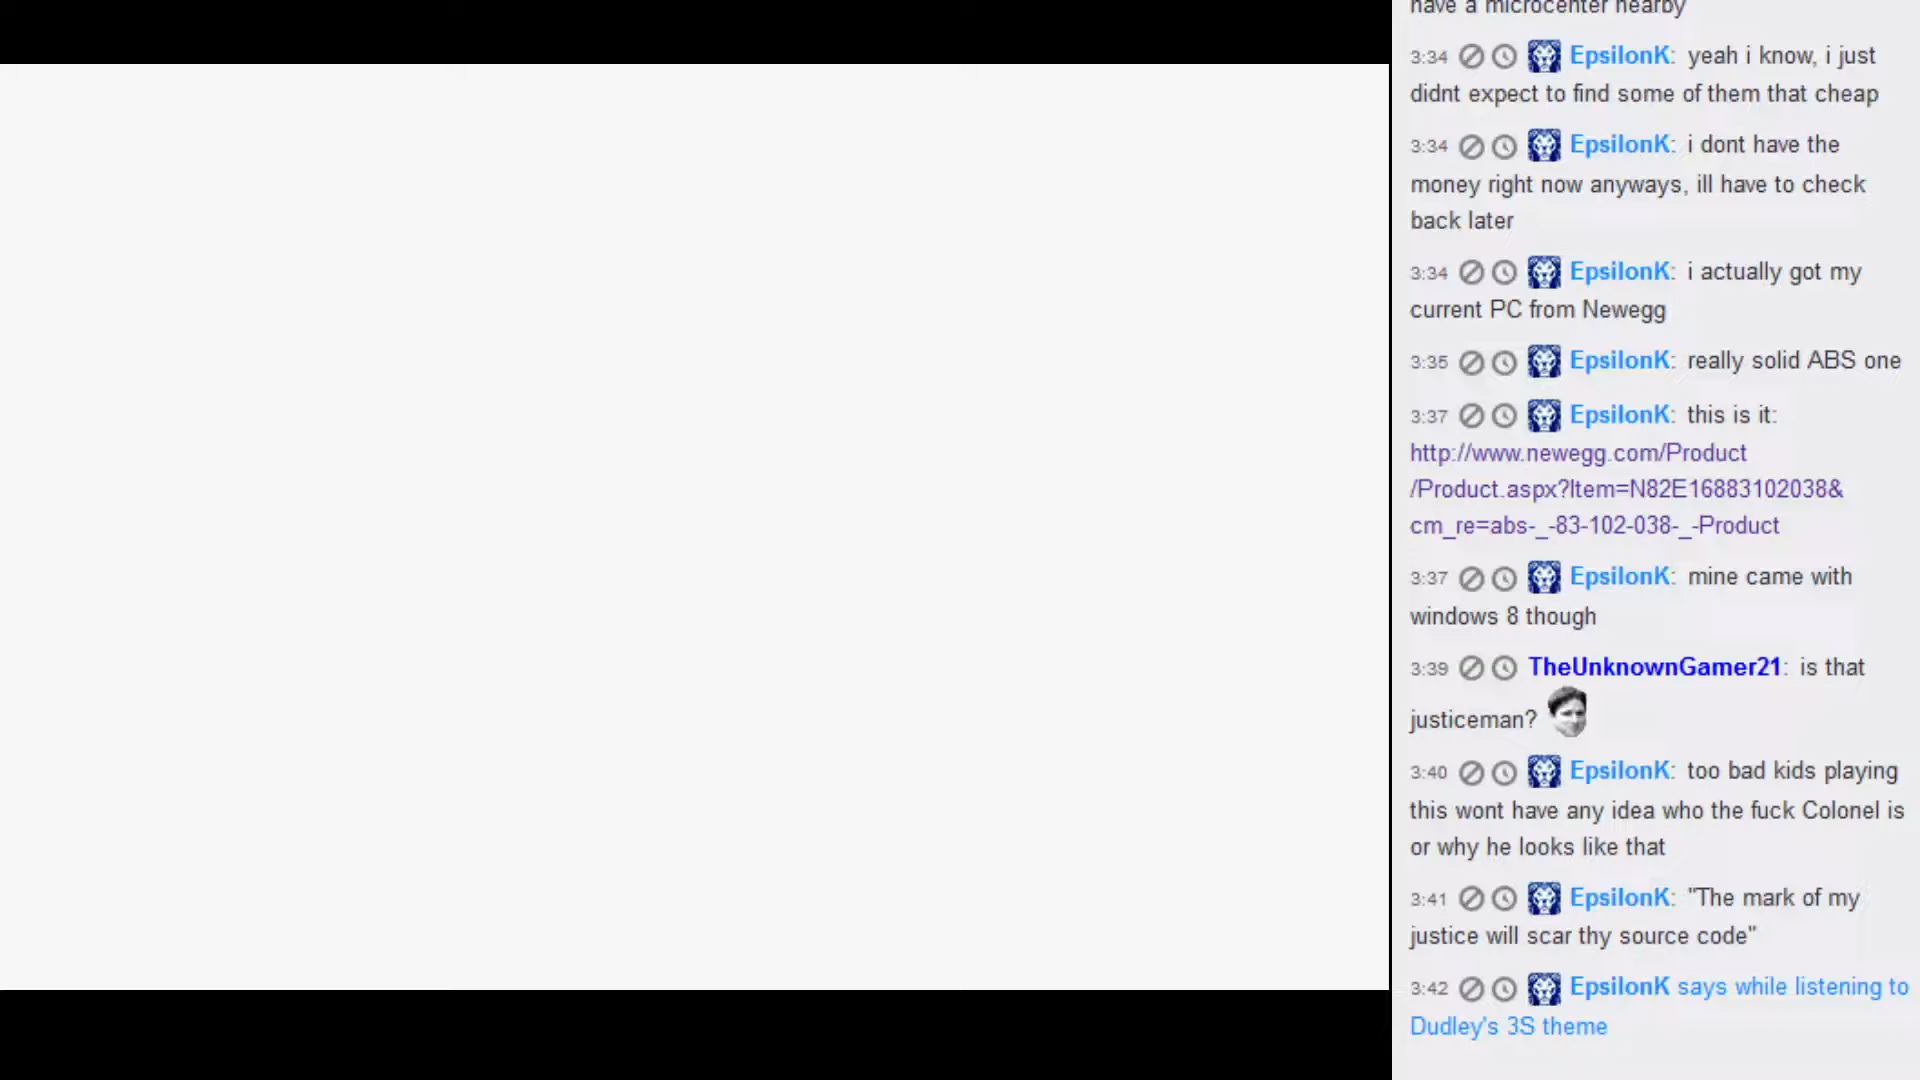 have a microcenter nearby
3:34 EpsilonK: yeah i know, i just
didnt expect to find some of them that cheap
3:34 EpsilonK: i dont have the
money right now anyways, ill have to check
back later
3:34 EpsilonK: i actually got my
current PC from Newegg
3:35 EpsilonK: really solid ABS one
3:37 EpsilonK: this is it:
http://www.newegg.com/Product
/Product.aspx?Item=N82E16883102038&
cm_re=abs-_-83-102-038-_-Product
3:37 EpsilonK: mine came with
windows 8 though
3:39 TheUnknownGamer21: is that
justiceman?
3:40 EpsilonK: too bad kids playing
this wont have any idea who the fuck Colonel is
or why he looks like that
3:41 EpsilonK: "The mark of my
justice will scar thy source code"
3:42 EpsilonK says while listening to
Dudley's 3S theme